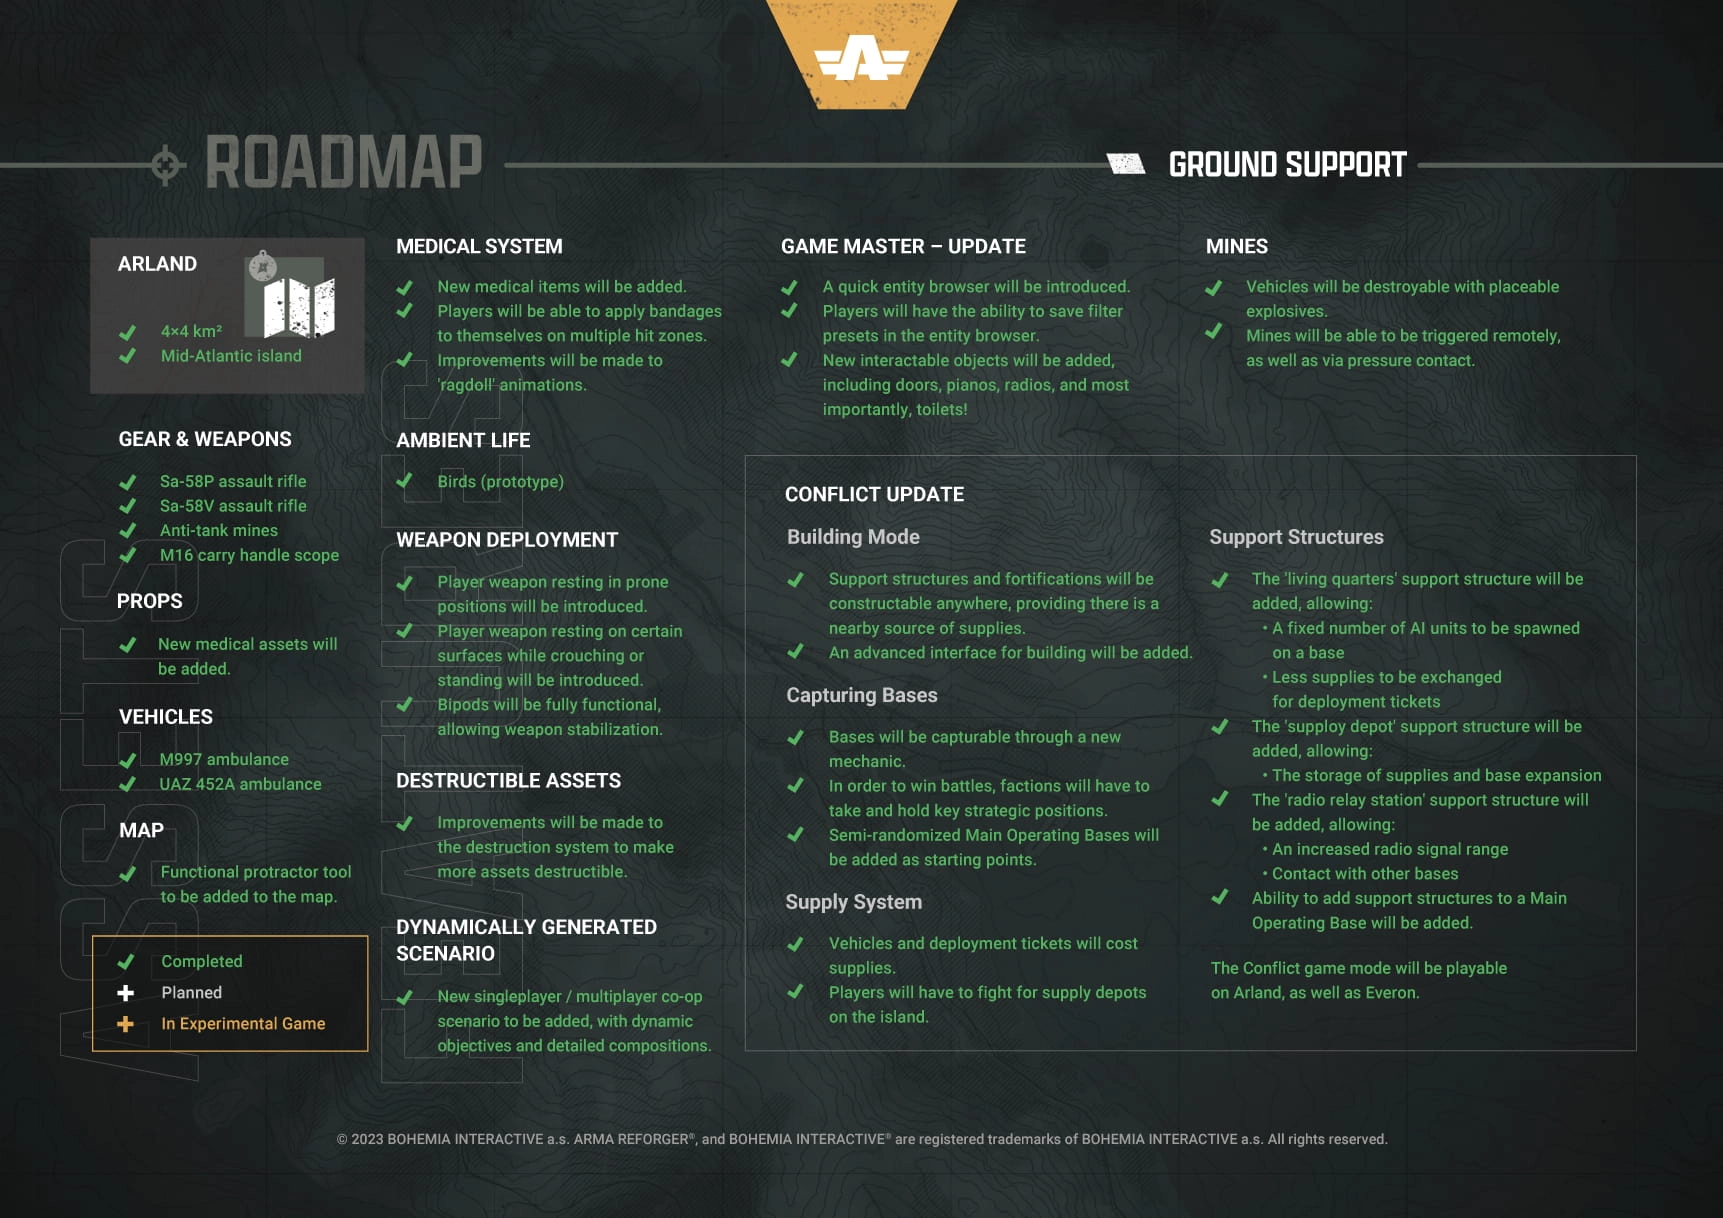 ROADMAP
GROUND SUPPORT
ARLAND
4×4 km²
Mid-Atlantic island
GEAR & WEAPONS
Sa-58P assault rifle
Sa-58V assault rifle
Anti-tank mines
M16 carry handle scope
PROPS
New medical assets will
be added.
VEHICLES
M997 ambulance
UAZ 452A ambulance
MAP
Functional protractor tool
to be added to the map.
Completed
Planned
In Experimental Game
ASSETS
MEDICAL SYSTEM
New medical items will be added.
Players will be able to apply bandages
to themselves on multiple hit zones.
Improvements will be made to
'ragdoll' animations.
AMBIENT LIFE
Birds (prototype)
WEAPON DEPLOYMENT
Player weapon resting in prone
positions will be introduced.
Player weapon resting on certain
surfaces while crouching or
standing will be introduced.
Bipods will be fully functional,
allowing weapon stabilization.
DESTRUCTIBLE ASSETS
Improvements will be made to
the destruction system to make
more assets destructible.
DYNAMICALLY GENERATED
SCENARIO
New singleplayer / multiplayer co-op
scenario to be added, with dynamic
objectives and detailed compositions.
FEATURES
GAME MASTER – UPDATE
A quick entity browser will be introduced.
Players will have the ability to save filter
presets in the entity browser.
New interactable objects will be added,
including doors, pianos, radios, and most
importantly, toilets!
MINES
Vehicles will be destroyable with placeable
explosives.
Mines will be able to be triggered remotely,
as well as via pressure contact.
CONFLICT UPDATE
Building Mode
Support structures and fortifications will be
constructable anywhere, providing there is a
nearby source of supplies.
An advanced interface for building will be added.
Capturing Bases
Bases will be capturable through a new
mechanic.
In order to win battles, factions will have to
take and hold key strategic positions.
Semi-randomized Main Operating Bases will
be added as starting points.
Supply System
Vehicles and deployment tickets will cost
supplies.
Players will have to fight for supply depots
on the island.
Support Structures
The 'living quarters' support structure will be
added, allowing:
• A fixed number of AI units to be spawned
on a base
• Less supplies to be exchanged
for deployment tickets
The 'supploy depot' support structure will be
added, allowing:
• The storage of supplies and base expansion
The 'radio relay station' support structure will
be added, allowing:
• An increased radio signal range
• Contact with other bases
Ability to add support structures to a Main
Operating Base will be added.
The Conflict game mode will be playable
on Arland, as well as Everon.
© 2023 BOHEMIA INTERACTIVE a.s. ARMA REFORGER®, and BOHEMIA INTERACTIVE® are registered trademarks of BOHEMIA INTERACTIVE a.s. All rights reserved.